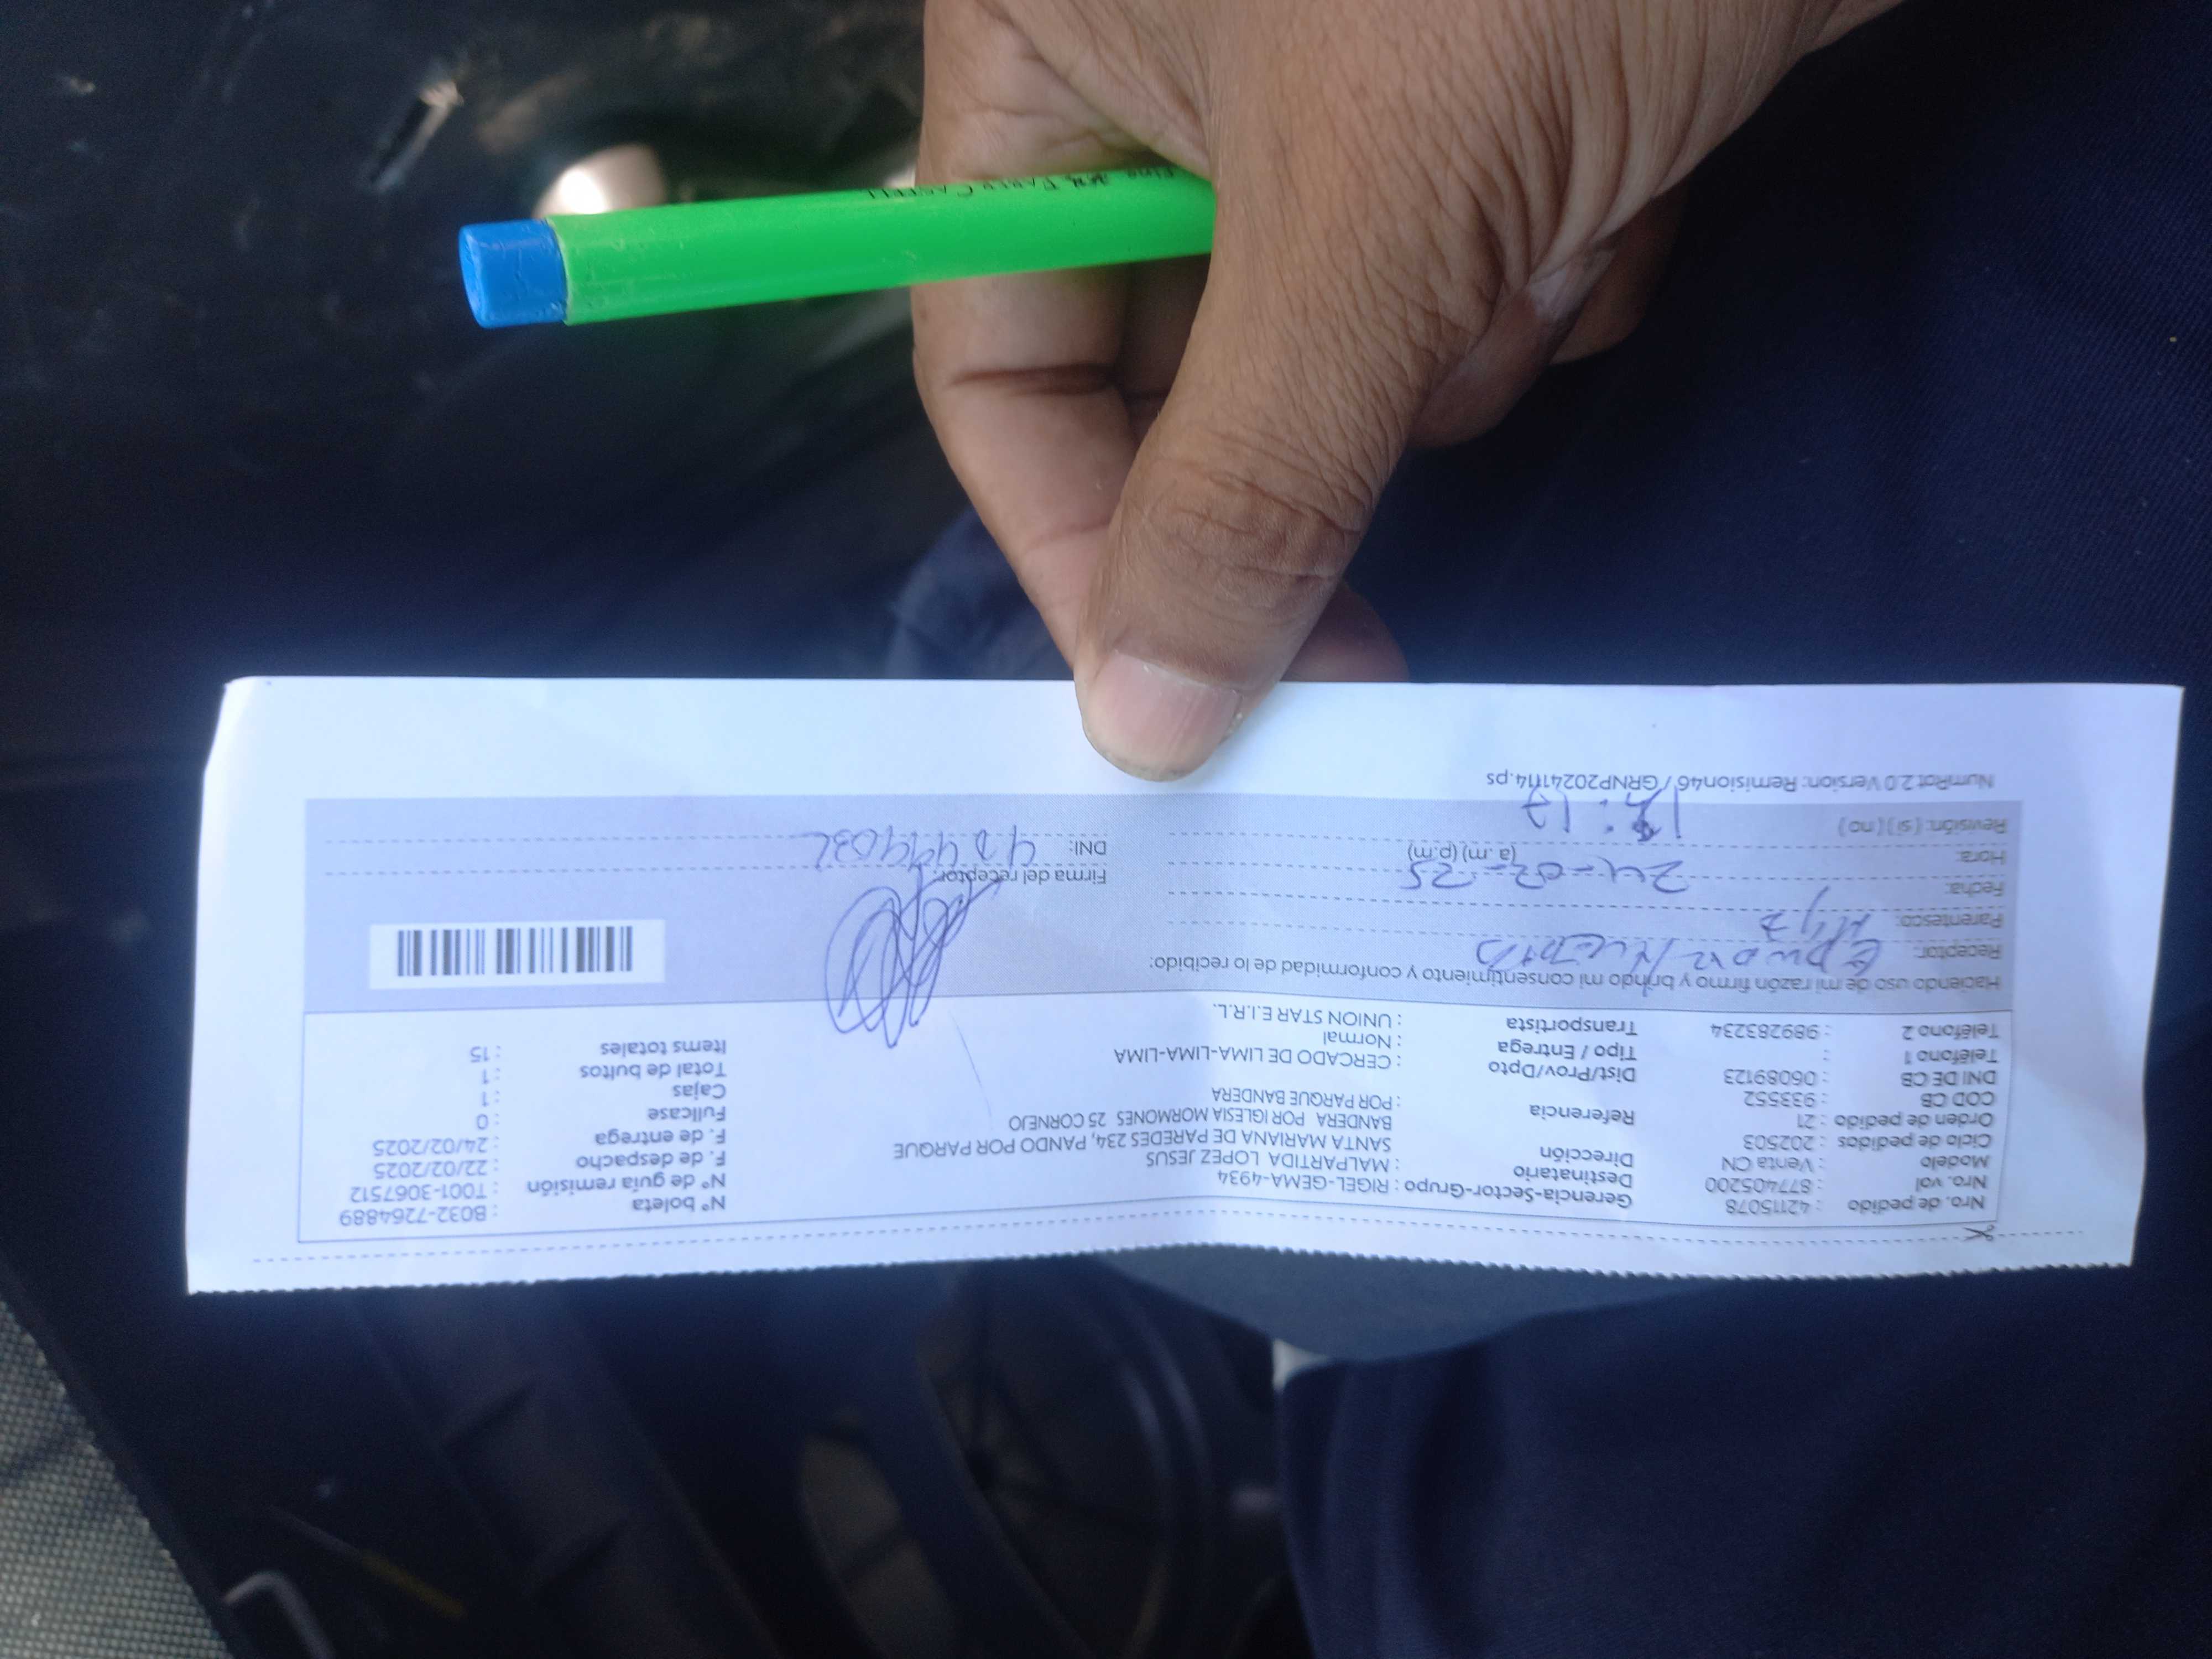 Nro. de pedido : 42115078
Nro. vol : 877405200
Modelo : Venta CN
Ciclo de pedidos : 202503
Orden de pedido : 21
COD CB : 933552
DNI DE CB : 06089123
Teléfono 1 :
Teléfono 2 : 989283234
Gerencia-Sector-Grupo : RIGEL-GEMA-4934
Destinatario : MALPARTIDA LOPEZ JESUS
Dirección SANTA MARIANA DE PAREDES 234, PANDO POR PARQUE
BANDERA POR IGLESIA MORMONES 25 CORNEJO
Referencia : POR PARQUE BANDERA
Dist/Prov/Dpto : CERCADO DE LIMA-LIMA-LIMA
Tipo / Entrega : Normal
Transportista : UNION STAR E.I.R.L.
N° boleta : B032-7264889
N° de guía remisión : T001-3067512
F. de despacho : 22/02/2025
F. de entrega : 24/02/2025
Fullcase : 0
Cajas : 1
Total de bultos : 1
Items totales : 15
Haciendo uso de mi razón firmo y brindo mi consentimiento y conformidad de lo recibido:
Receptor:
Parentesco:
Fecha: 24-02-25
Hora: (a. m) (p.m)
Revisión: ( si ) ( no )
Firma del receptor:
DNI:
NumRot 2.0 Version: Remision46 / GRNP20241114.ps
FABER CASTELL